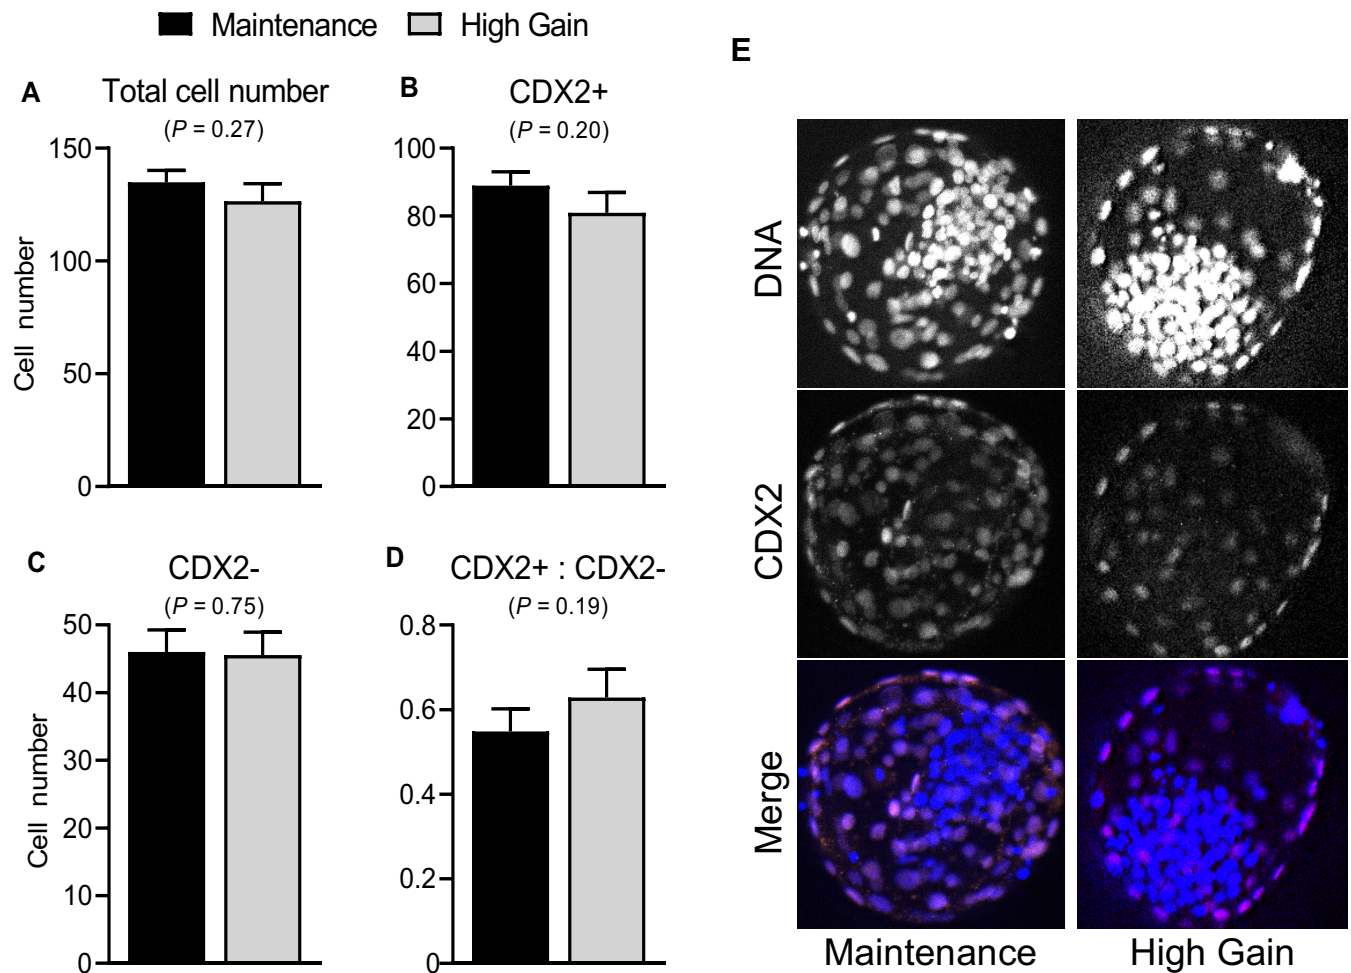 Maintenance High Gain
A Total cell number
(P = 0.27)
150
100
50
0
Cell number
B CDX2+
(P = 0.20)
100
80
60
40
20
0
C CDX2-
(P = 0.75)
50
40
30
20
10
0
Cell number
D CDX2+ : CDX2-
(P = 0.19)
0.8
0.6
0.4
0.2
0
E
DNA
CDX2
Merge
Maintenance High Gain